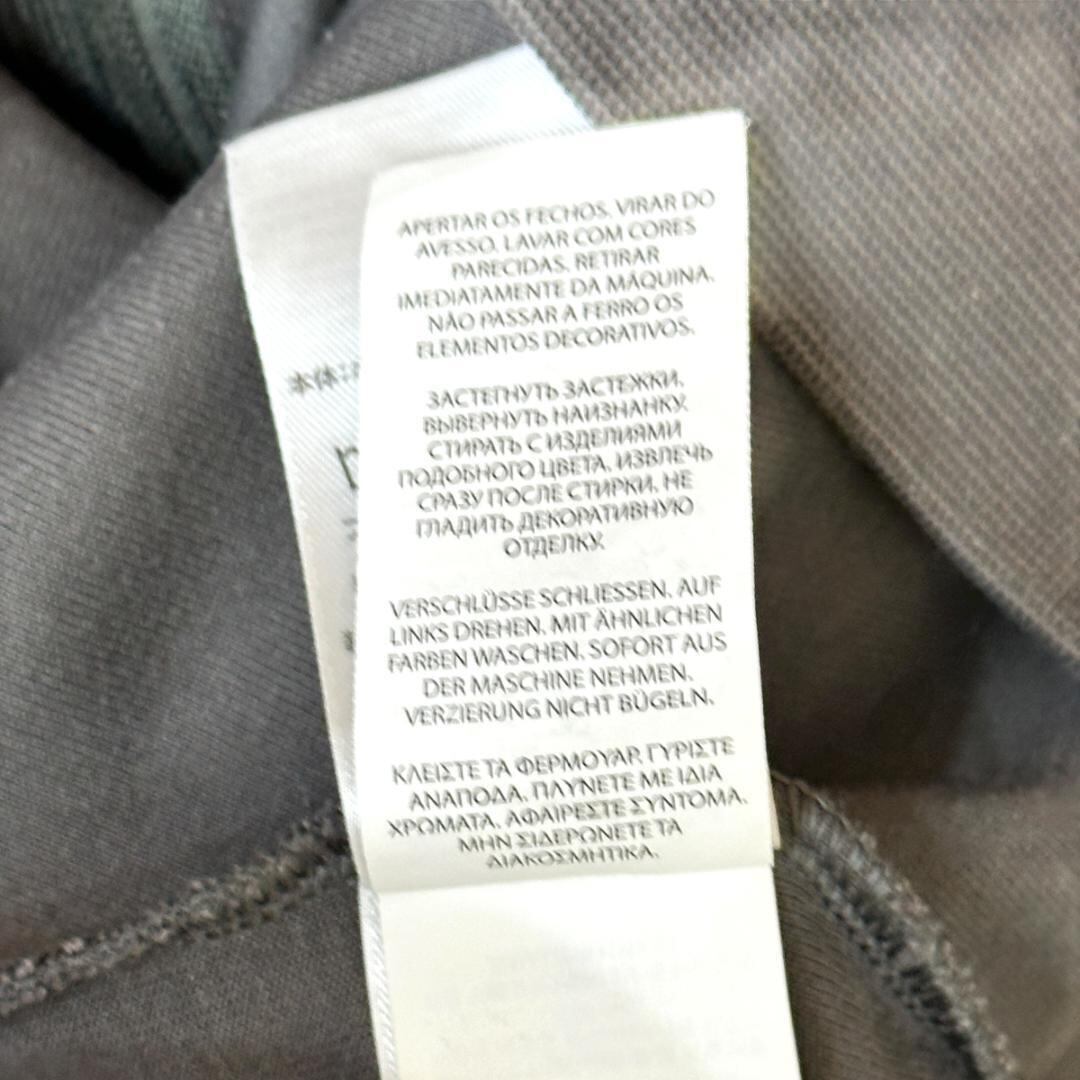 APERTAR OS FECHOS. VIRAR DO
AVESSO. LAVAR COM CORES
PARECIDAS. RETIRAR
IMEDIATAMENTE DA MÁQUINA.
NÃO PASSAR A FERRO OS
ELEMENTOS DECORATIVOS.
ЗАСТЕГНУТЬ ЗАСТЕЖКИ.
ВЫВЕРНУТЬ НАИЗНАНКУ.
СТИРАТЬ С ИЗДЕЛИЯМИ
ПОДОБНОГО ЦВЕТА. ИЗВЛЕЧЬ
СРАЗУ ПОСЛЕ СТИРКИ. НЕ
ГЛАДИТЬ ДЕКОРАТИВНУЮ
ОТДЕЛКУ.
VERSCHLÜSSE SCHLIESSEN. AUF
LINKS DREHEN. MIT ÄHNLICHEN
FARBEN WASCHEN. SOFORT AUS
DER MASCHINE NEHMEN.
VERZIERUNG NICHT BÜGELN.
ΚΛΕΙΣΤΕ ΤΑ ΦΕΡΜΟΥΑΡ. ΓΥΡΙΣΤΕ
ΑΝΑΠΟΔΑ. ΠΛΥΝΕΤΕ ΜΕ ΙΔΙΑ
ΧΡΩΜΑΤΑ. ΑΦΑΙΡΕΣΤΕ ΣΥΝΤΟΜΑ.
ΜΗΝ ΣΙΔΕΡΩΝΕΤΕ ΤΑ
ΔΙΑΚΟΣΜΗΤΙΚΑ.
本体